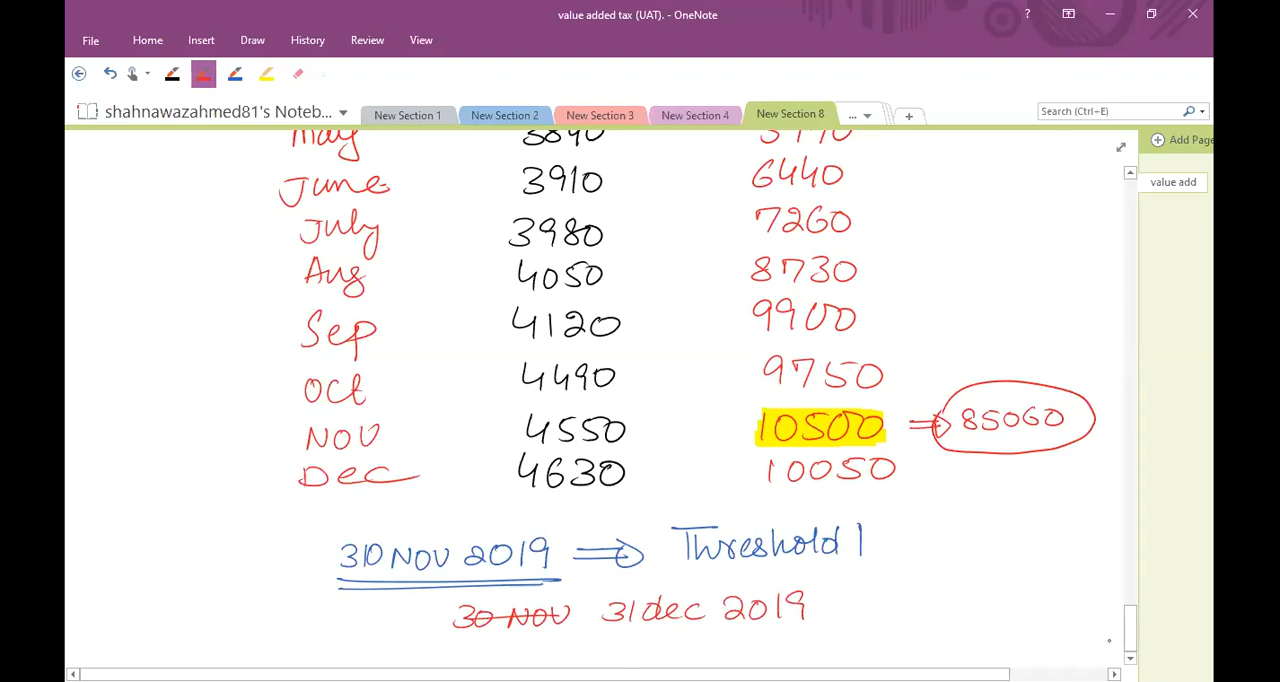 value added tax (UAT). - OneNote
?
File Home Insert Draw History Review View
shahnawazahmed81's Noteb... New Section 1 New Section 2 New Section 3 New Section 4 New Section 8 ... + Search (Ctrl+E)
Add Page
value add
May 3840
June 3910 6440
July 3980 7260
Aug 4050 8730
Sep 4120 9900
Oct 4490 9750
NOV 4550 10500 ⇒ 85060
Dec 4630 10050
30 NOV 2019 ⇒ Threshold
30 NOV 31 dec 2019